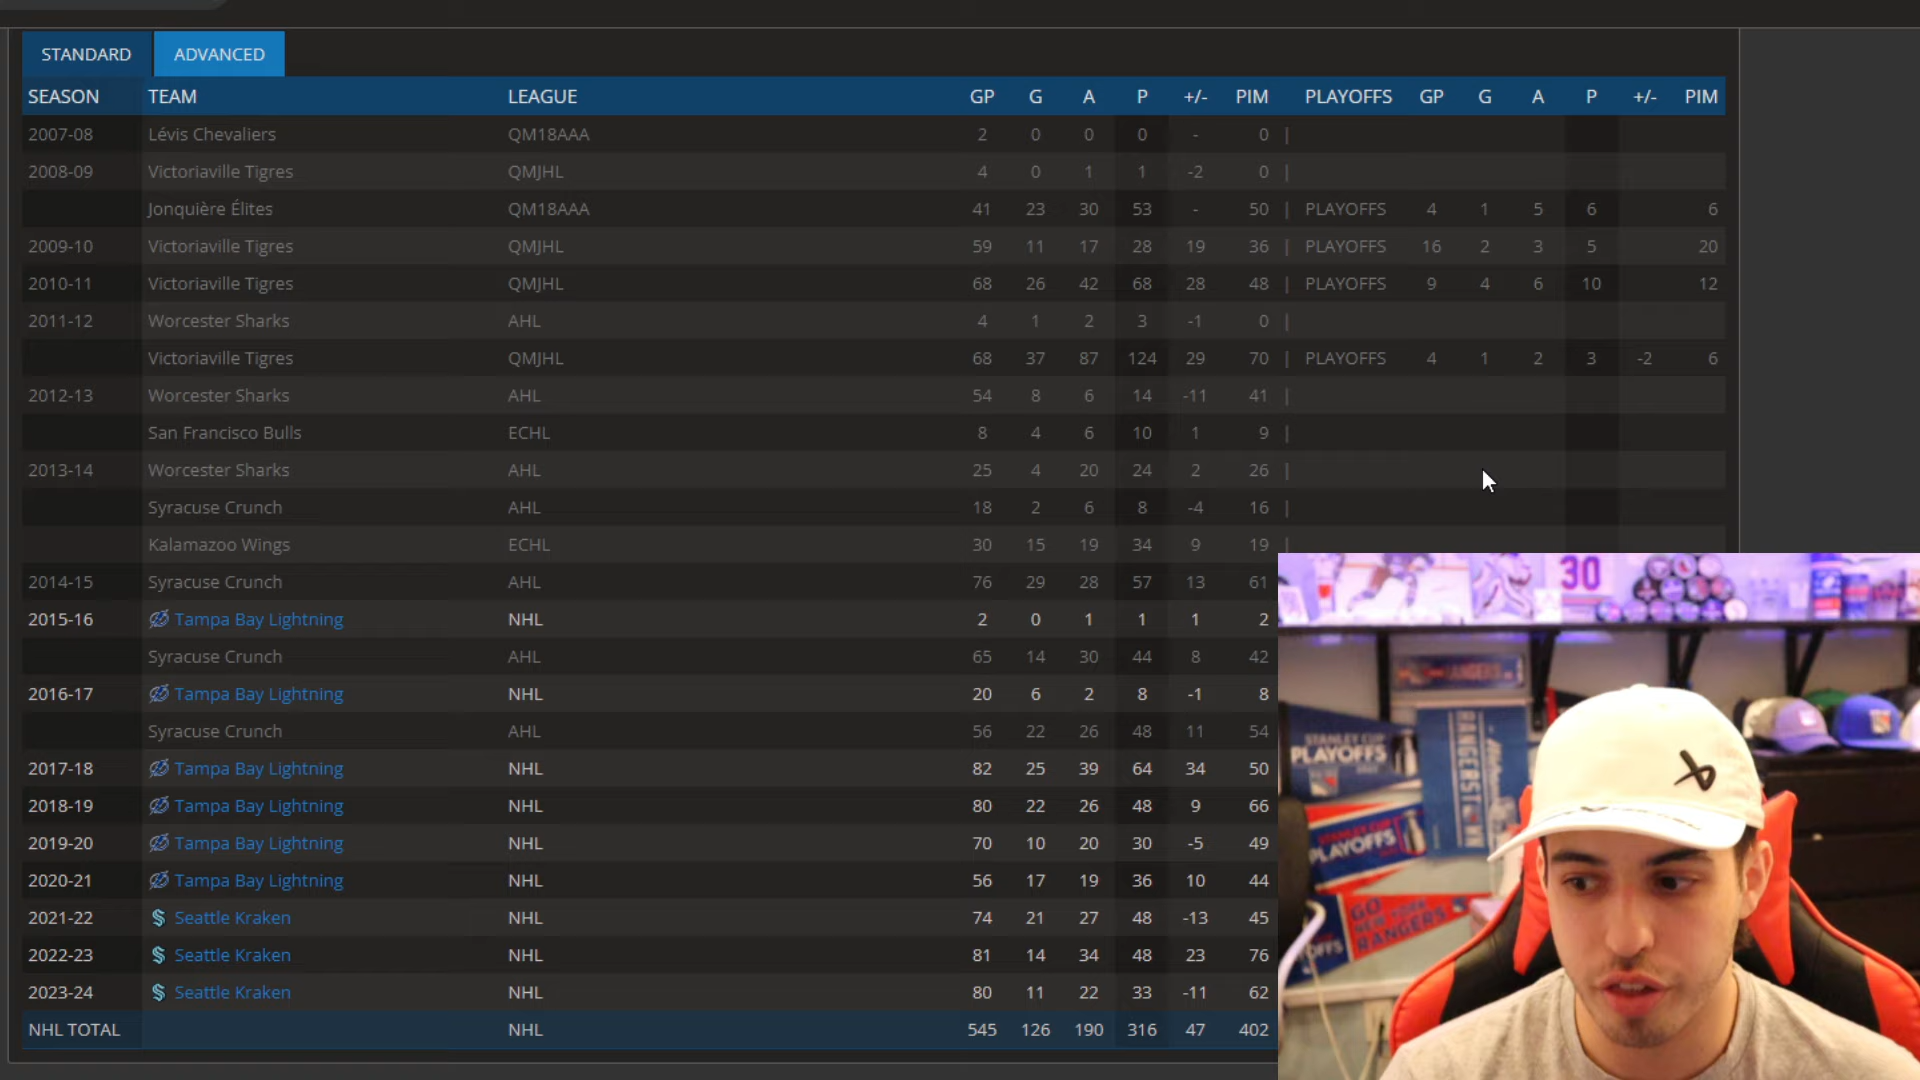 STANDARD ADVANCED
SEASON TEAM LEAGUE GP G A P +/- PIM PLAYOFFS GP G A P +/- PIM
2007-08 Lévis Chevaliers QM18AAA 2 0 0 0 - 0 |
2008-09 Victoriaville Tigres QMJHL 4 0 1 1 -2 0 |
Jonquière Élites QM18AAA 41 23 30 53 - 50 | PLAYOFFS 4 1 5 6 6
2009-10 Victoriaville Tigres QMJHL 59 11 17 28 19 36 | PLAYOFFS 16 2 3 5 20
2010-11 Victoriaville Tigres QMJHL 68 26 42 68 28 48 | PLAYOFFS 9 4 6 10 12
2011-12 Worcester Sharks AHL 4 1 2 3 -1 0 |
Victoriaville Tigres QMJHL 68 37 87 124 29 70 | PLAYOFFS 4 1 2 3 -2 6
2012-13 Worcester Sharks AHL 54 8 6 14 -11 41 |
San Francisco Bulls ECHL 8 4 6 10 1 9 |
2013-14 Worcester Sharks AHL 25 4 20 24 2 26 |
Syracuse Crunch AHL 18 2 6 8 -4 16 |
Kalamazoo Wings ECHL 30 15 19 34 9 19 |
2014-15 Syracuse Crunch AHL 76 29 28 57 13 61
2015-16 Tampa Bay Lightning NHL 2 0 1 1 1 2
Syracuse Crunch AHL 65 14 30 44 8 42
2016-17 Tampa Bay Lightning NHL 20 6 2 8 -1 8
Syracuse Crunch AHL 56 22 26 48 11 54
2017-18 Tampa Bay Lightning NHL 82 25 39 64 34 50
2018-19 Tampa Bay Lightning NHL 80 22 26 48 9 66
2019-20 Tampa Bay Lightning NHL 70 10 20 30 -5 49
2020-21 Tampa Bay Lightning NHL 56 17 19 36 10 44
2021-22 Seattle Kraken NHL 74 21 27 48 -13 45
2022-23 Seattle Kraken NHL 81 14 34 48 23 76
2023-24 Seattle Kraken NHL 80 11 22 33 -11 62
NHL TOTAL NHL 545 126 190 316 47 402
30
STANLEY CUP
PLAYOFFS
RANGERSTOWN
PLAYOFFS
GO
NEW YORK
RANGERS